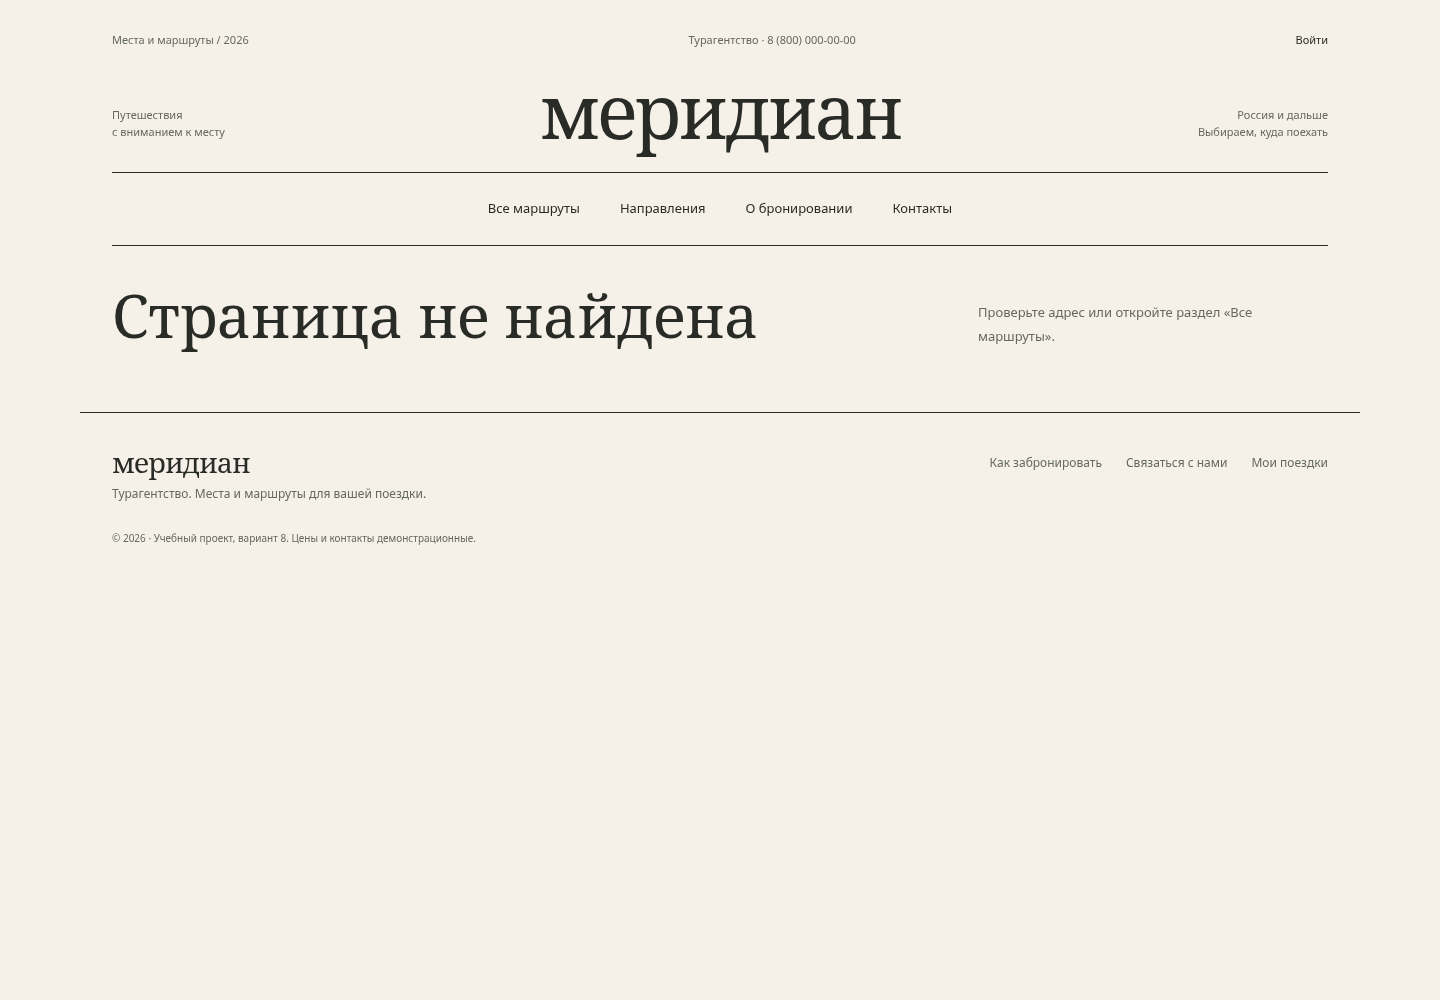 Места и маршруты / 2026
Турагентство · 8 (800) 000-00-00
Войти
Путешествия
с вниманием к месту
меридиан
Россия и дальше
Выбираем, куда поехать
Все маршруты
Направления
О бронировании
Контакты
Страница не найдена
Проверьте адрес или откройте раздел «Все
маршруты».
меридиан
Турагентство. Места и маршруты для вашей поездки.
Как забронировать
Связаться с нами
Мои поездки
© 2026 · Учебный проект, вариант 8. Цены и контакты демонстрационные.